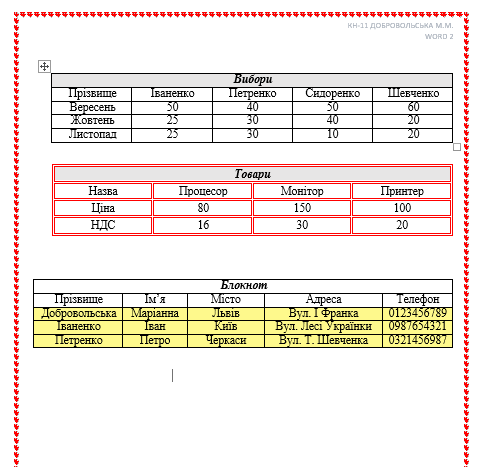 КН-11 ДОБРОВОЛЬСЬКА М.М.
WORD 2
Вибори
Прізвище Іваненко Петренко Сидоренко Шевченко
Вересень 50 40 50 60
Жовтень 25 30 40 20
Листопад 25 30 10 20
Товари
Назва Процесор Монітор Принтер
Ціна 80 150 100
НДС 16 30 20
Блокнот
Прізвище Ім’я Місто Адреса Телефон
Добровольська Маріанна Львів Вул. І Франка 0123456789
Іваненко Іван Київ Вул. Лесі Українки 0987654321
Петренко Петро Черкаси Вул. Т. Шевченка 0321456987